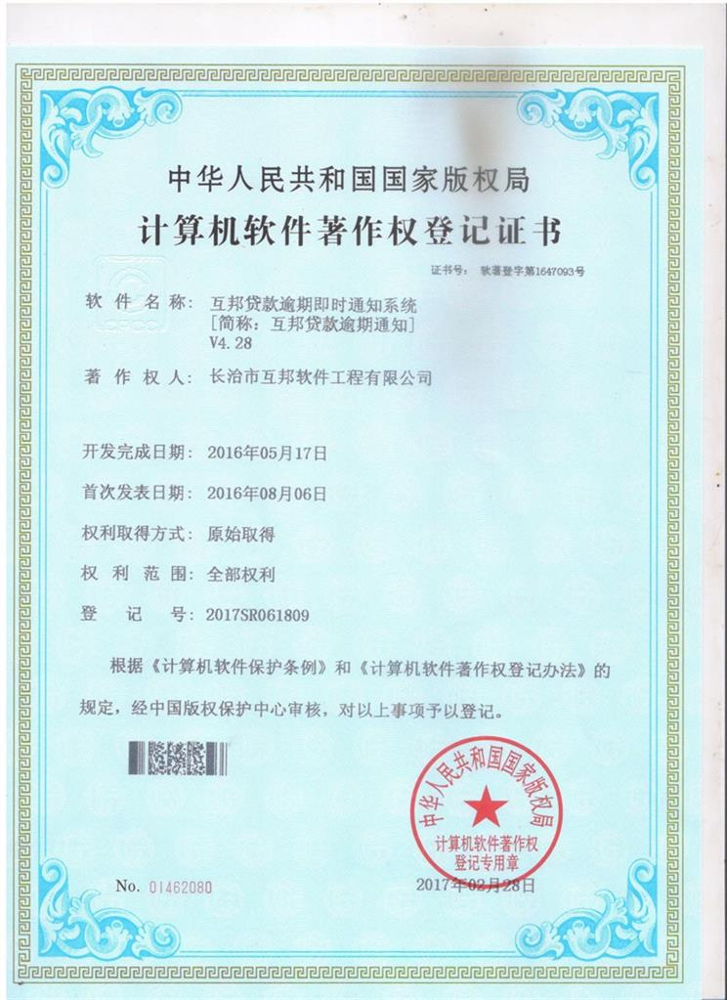 中华人民共和国国家版权局
计算机软件著作权登记证书
证书号： 软著登字第1647093号
软件名称： 互邦贷款逾期即时通知系统
[简称：互邦贷款逾期通知]
V4.28
著作权人： 长治市互邦软件工程有限公司
开发完成日期： 2016年05月17日
首次发表日期： 2016年08月06日
权利取得方式： 原始取得
权利范围： 全部权利
登记号： 2017SR061809
根据《计算机软件保护条例》和《计算机软件著作权登记办法》的
规定，经中国版权保护中心审核，对以上事项予以登记。
中华人民共和国国家版权局
计算机软件著作权
登记专用章
No. 01462080
2017年02月28日